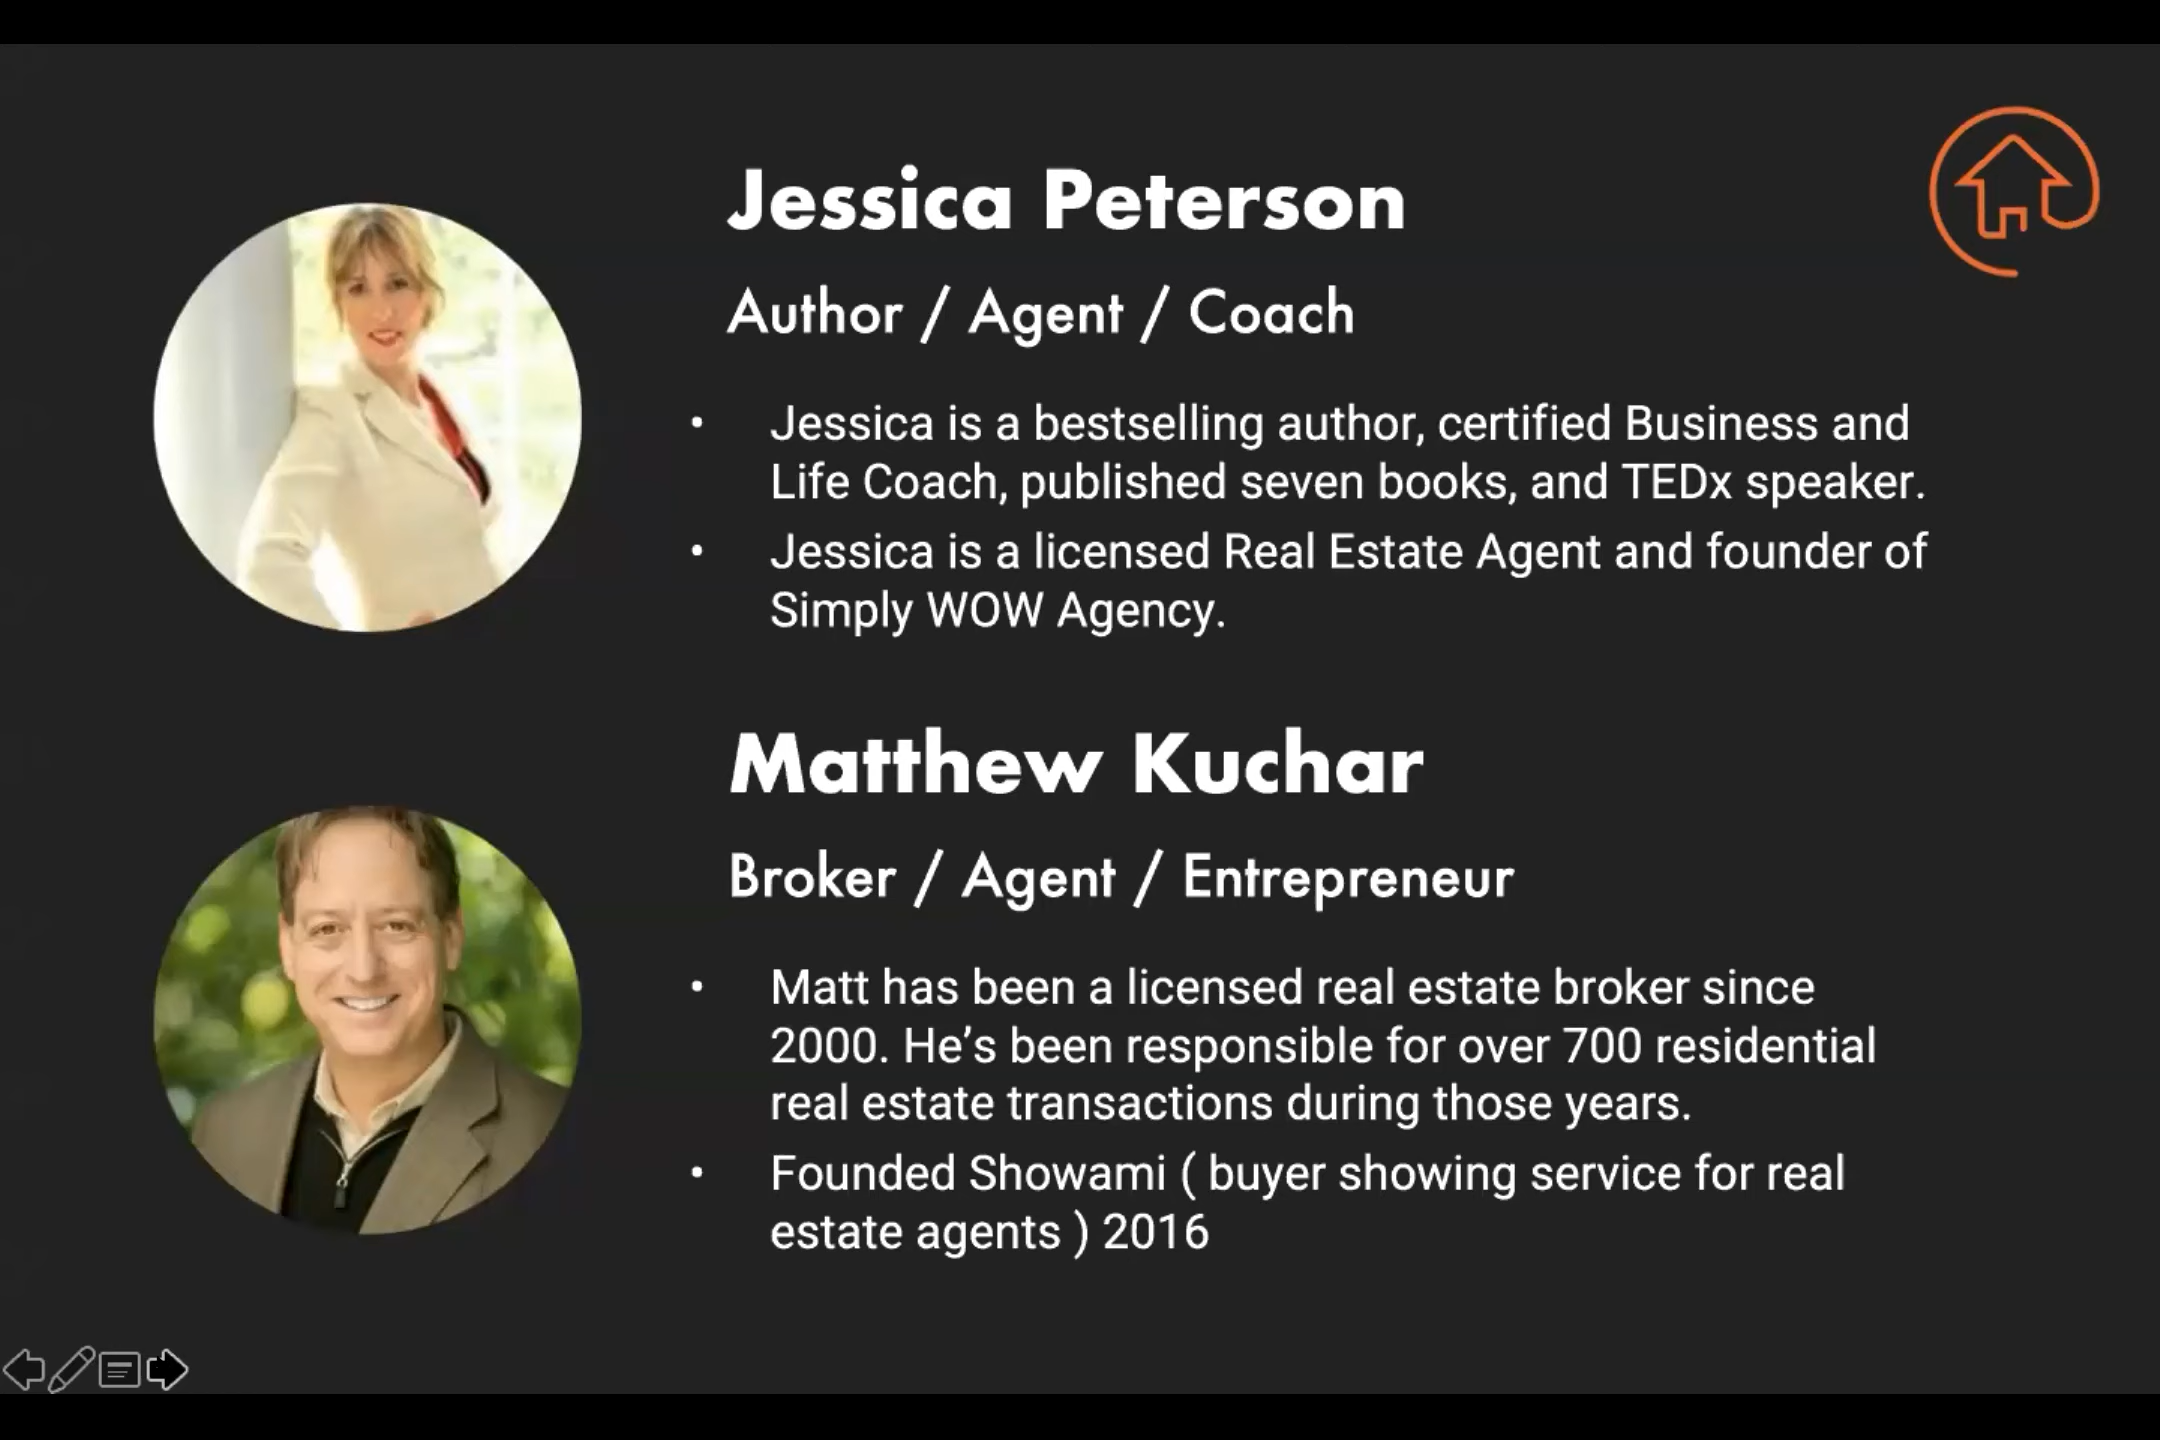 Jessica Peterson
Author / Agent / Coach
• Jessica is a bestselling author, certified Business and
Life Coach, published seven books, and TEDx speaker.
• Jessica is a licensed Real Estate Agent and founder of
Simply WOW Agency.
Matthew Kuchar
Broker / Agent / Entrepreneur
• Matt has been a licensed real estate broker since
2000. He’s been responsible for over 700 residential
real estate transactions during those years.
• Founded Showami ( buyer showing service for real
estate agents ) 2016